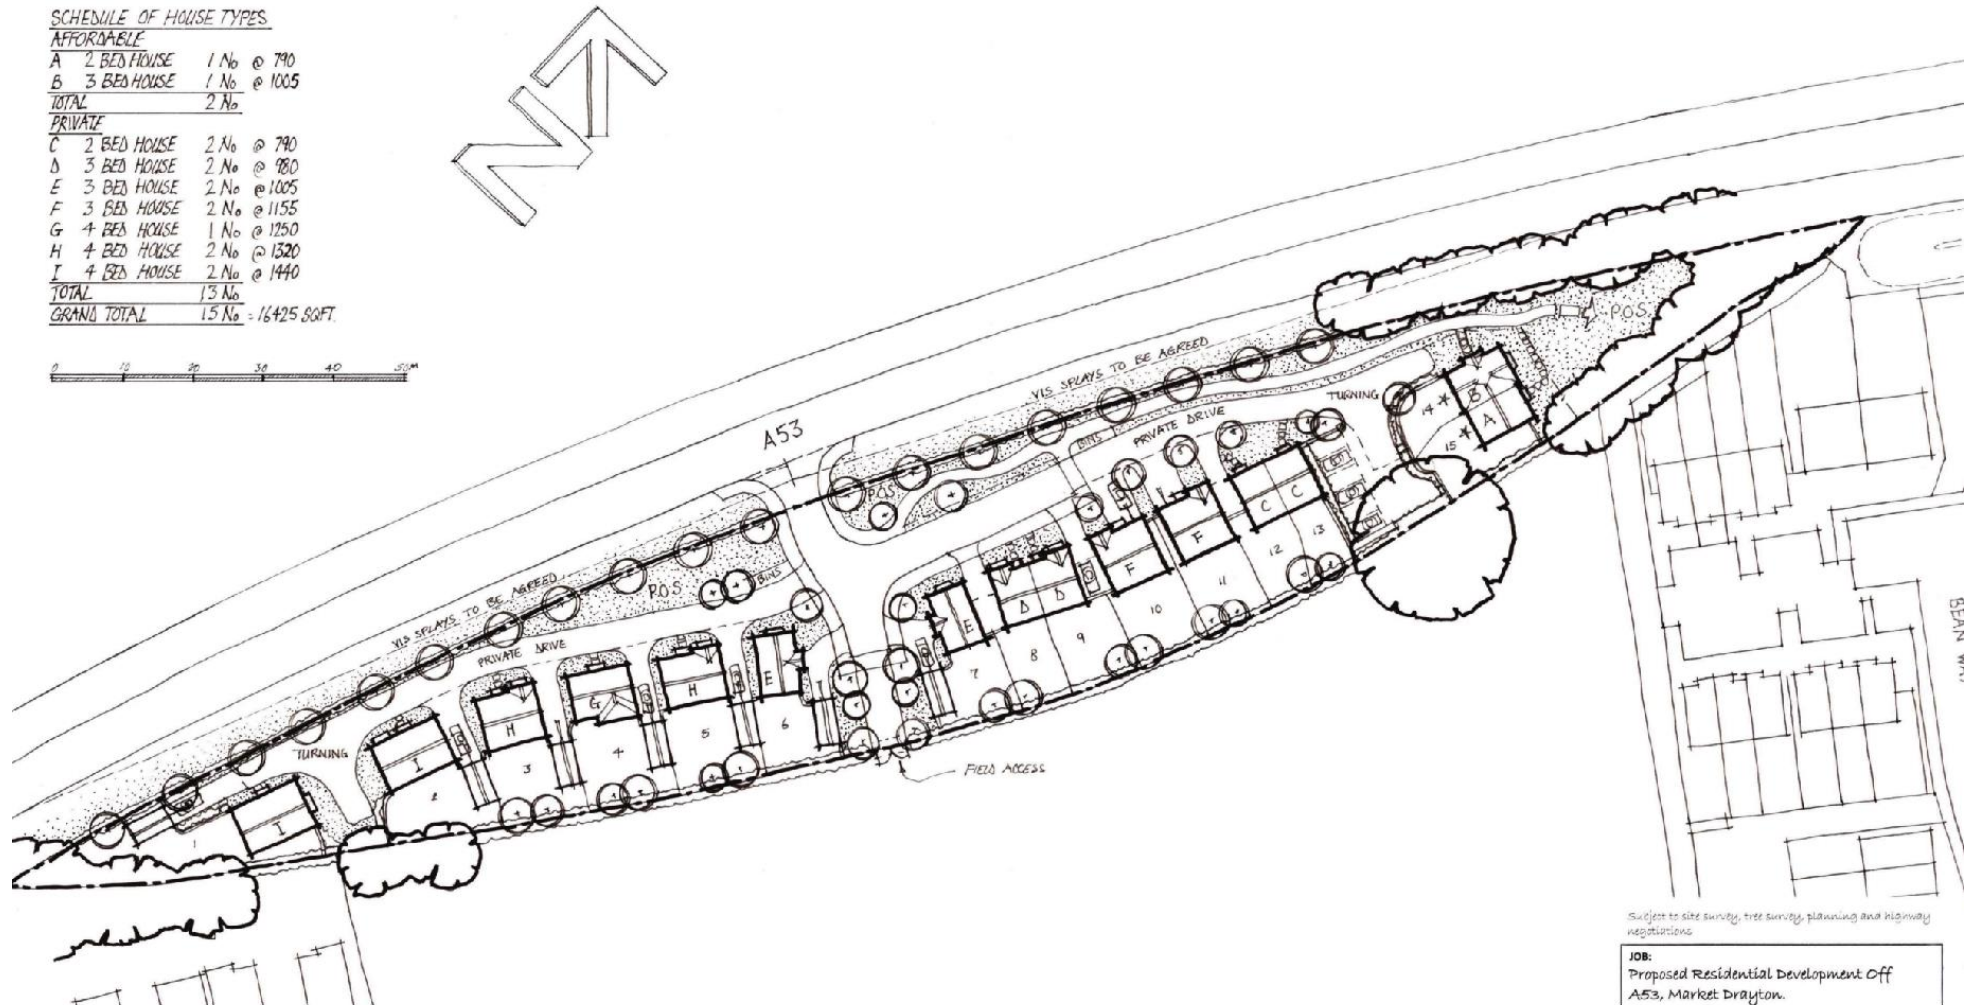 SCHEDULE OF HOUSE TYPES
AFFORDABLE
A 2 BED HOUSE 1 No @ 790
B 3 BED HOUSE 1 No @ 1005
TOTAL 2 No
PRIVATE
C 2 BED HOUSE 2 No @ 790
D 3 BED HOUSE 2 No @ 980
E 3 BED HOUSE 2 No @ 1005
F 3 BED HOUSE 2 No @ 1155
G 4 BED HOUSE 1 No @ 1250
H 4 BED HOUSE 2 No @ 1320
I 4 BED HOUSE 2 No @ 1440
TOTAL 13 No
GRAND TOTAL 15 No = 16425 SQFT.
0 10 20 30 40 50M
N
P.O.S.
VIS SPLAYS TO BE AGREED
A53
TURNING
BINS
PRIVATE DRIVE
14 * B
15 * A
P.O.S.
C C
F
F
D D
E
13
12
11
10
9
8
7
VIS SPLAYS TO BE AGREED
P.O.S.
BINS
PRIVATE DRIVE
E
H
G
H
I
I
TURNING
6
5
4
3
2
1
FIELD ACCESS
BEAN WAY
Subject to site survey, tree survey, planning and highway
negotiations
JOB:
Proposed Residential Development Off
A53, Market Drayton.